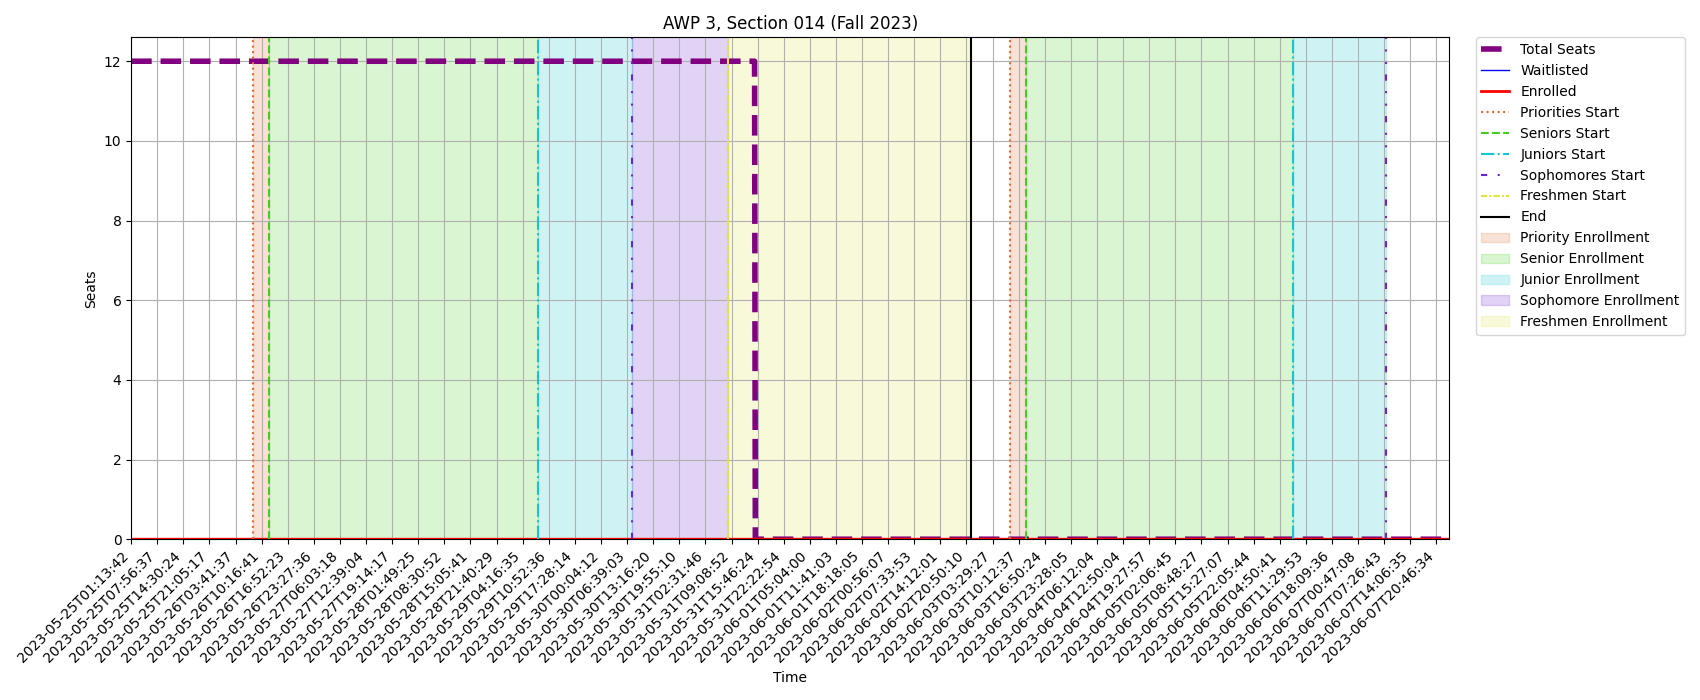 AWP 3, Section 014 (Fall 2023)
Total Seats
Waitlisted
Enrolled
Priorities Start
Seniors Start
Juniors Start
Sophomores Start
Freshmen Start
End
Priority Enrollment
Senior Enrollment
Junior Enrollment
Sophomore Enrollment
Freshmen Enrollment
Seats
12
10
8
6
4
2
0
2023-05-25T01:13:42
2023-05-25T07:56:37
2023-05-25T14:30:24
2023-05-25T21:05:17
2023-05-26T03:41:37
2023-05-26T10:16:41
2023-05-26T16:52:23
2023-05-26T23:27:36
2023-05-27T06:03:18
2023-05-27T12:39:04
2023-05-27T19:14:17
2023-05-28T01:49:25
2023-05-28T08:30:52
2023-05-28T15:05:41
2023-05-28T21:40:29
2023-05-29T04:16:35
2023-05-29T10:52:36
2023-05-29T17:28:14
2023-05-30T00:04:12
2023-05-30T06:39:03
2023-05-30T13:16:20
2023-05-30T19:55:10
2023-05-31T02:31:46
2023-05-31T09:08:52
2023-05-31T15:46:24
2023-05-31T22:22:54
2023-06-01T05:04:00
2023-06-01T11:41:03
2023-06-01T18:18:05
2023-06-02T00:56:07
2023-06-02T07:33:53
2023-06-02T14:12:01
2023-06-02T20:50:10
2023-06-03T03:29:27
2023-06-03T10:12:37
2023-06-03T16:50:24
2023-06-03T23:28:05
2023-06-04T06:12:04
2023-06-04T12:50:04
2023-06-04T19:27:57
2023-06-05T02:06:45
2023-06-05T08:48:27
2023-06-05T15:27:07
2023-06-05T22:05:44
2023-06-06T04:50:41
2023-06-06T11:29:53
2023-06-06T18:09:36
2023-06-07T00:47:08
2023-06-07T07:26:43
2023-06-07T14:06:35
2023-06-07T20:46:34
Time